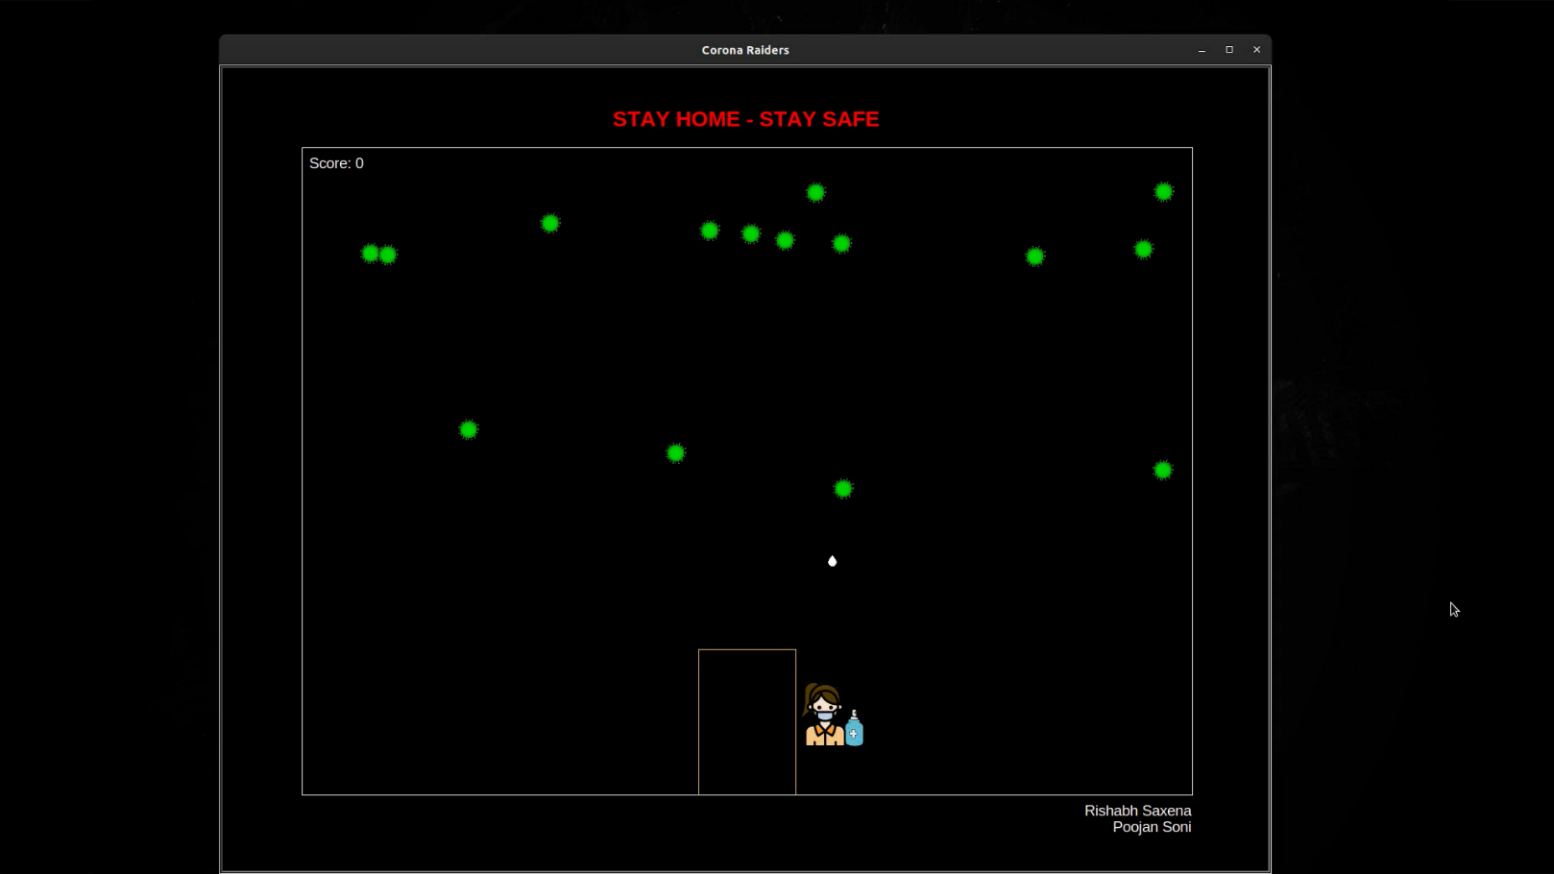 Corona Raiders
STAY HOME - STAY SAFE
Score: 0
Rishabh Saxena
Poojan Soni